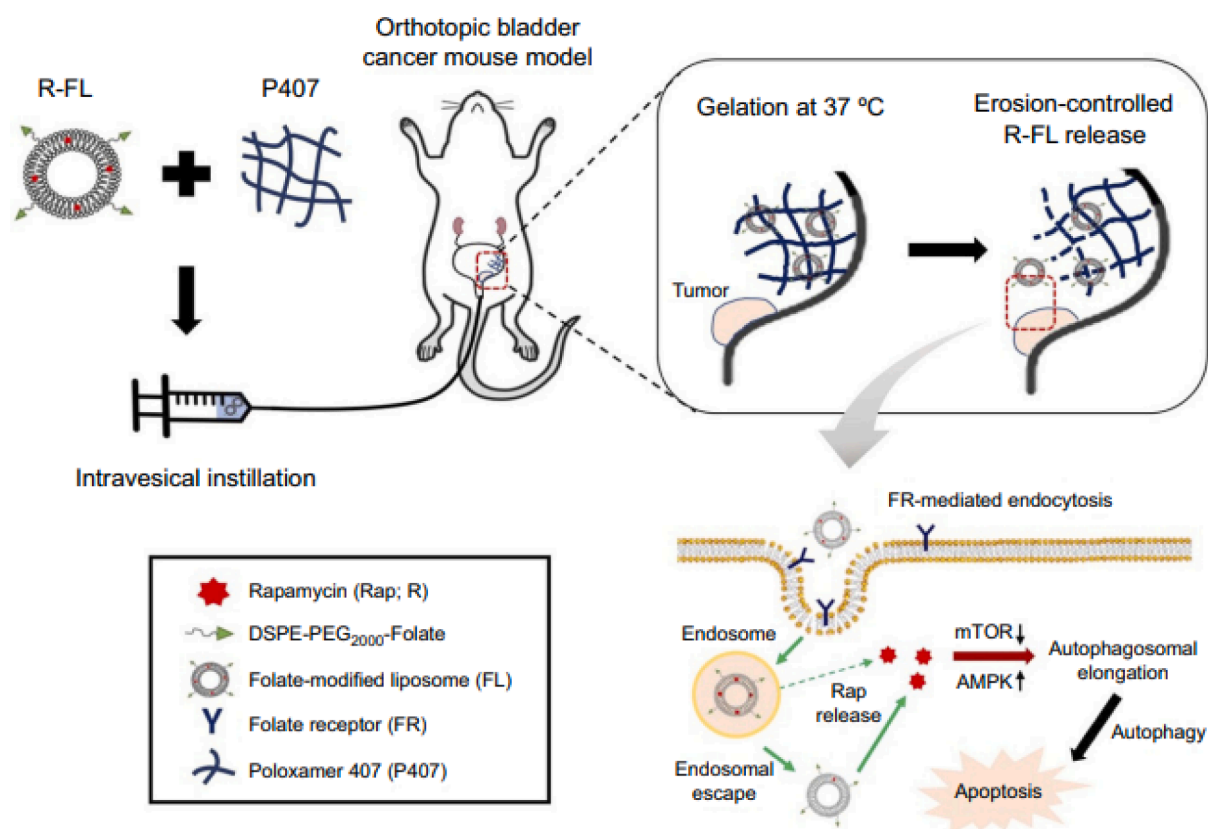 Orthotopic bladder
cancer mouse model
R-FL
P407
Gelation at 37 ºC
Erosion-controlled
R-FL release
Tumor
Intravesical instillation
FR-mediated endocytosis
Rapamycin (Rap; R)
DSPE-PEG2000-Folate
Folate-modified liposome (FL)
Folate receptor (FR)
Poloxamer 407 (P407)
Endosome
mTOR↓
AMPK↑
Autophagosomal
elongation
Rap
release
Autophagy
Endosomal
escape
Apoptosis